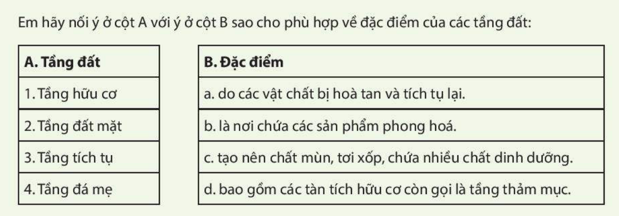 Em hãy nối ý ở cột A với ý ở cột B sao cho phù hợp về đặc điểm của các tầng đất:
A. Tầng đất
B. Đặc điểm
1. Tầng hữu cơ
a. do các vật chất bị hoà tan và tích tụ lại.
2. Tầng đất mặt
b. là nơi chứa các sản phẩm phong hoá.
3. Tầng tích tụ
c. tạo nên chất mùn, tơi xốp, chứa nhiều chất dinh dưỡng.
4. Tầng đá mẹ
d. bao gồm các tàn tích hữu cơ còn gọi là tầng thảm mục.